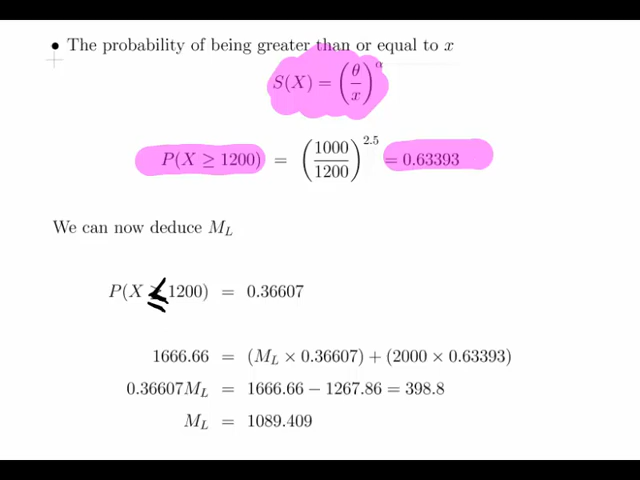 • The probability of being greater than or equal to x
S(X) = (θ/x)^α
P(X ≥ 1200) = (1000/1200)^2.5 = 0.63393
We can now deduce M_L
P(X ≤ 1200) = 0.36607
1666.66 = (M_L × 0.36607) + (2000 × 0.63393)
0.36607M_L = 1666.66 − 1267.86 = 398.8
M_L = 1089.409